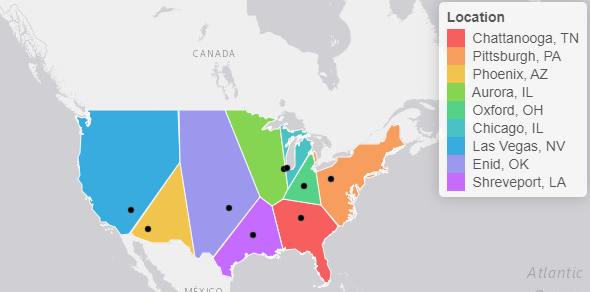 Location
Chattanooga, TN
Pittsburgh, PA
Phoenix, AZ
Aurora, IL
Oxford, OH
Chicago, IL
Las Vegas, NV
Enid, OK
Shreveport, LA
CANADA
MÉXICO
Atlantic